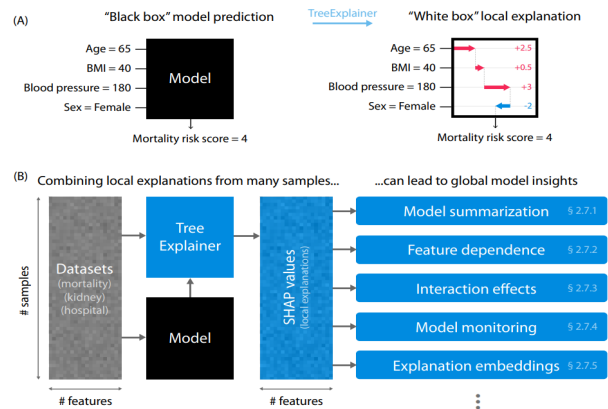 (A)
"Black box" model prediction
TreeExplainer
"White box" local explanation
Age = 65
BMI = 40
Blood pressure = 180
Sex = Female
Model
Mortality risk score = 4
Age = 65
BMI = 40
Blood pressure = 180
Sex = Female
+2.5
+0.5
+3
-2
Mortality risk score = 4
(B)
Combining local explanations from many samples...
...can lead to global model insights
# samples
Datasets
(mortality)
(kidney)
(hospital)
# features
Tree
Explainer
Model
SHAP values
(local explanations)
# features
Model summarization § 2.7.1
Feature dependence § 2.7.2
Interaction effects § 2.7.3
Model monitoring § 2.7.4
Explanation embeddings § 2.7.5